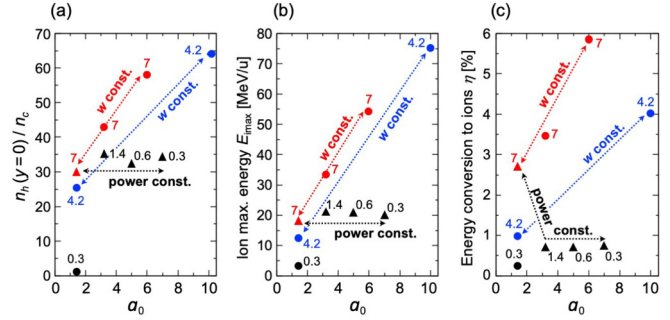 (a)
n_h (y=0) / n_c
70
60
50
40
30
20
10
0
0 2 4 6 8 10
a_0
4.2
7
w const.
w const.
7
7
1.4 0.6 0.3
power const.
4.2
0.3
(b)
Ion max. energy E_imax [MeV/u]
90
80
70
60
50
40
30
20
10
0
0 2 4 6 8 10
a_0
4.2
7
w const.
w const.
7
7
1.4 0.6 0.3
power const.
4.2
0.3
(c)
Energy conversion to ions η [%]
6
5
4
3
2
1
0
0 2 4 6 8 10
a_0
7
w const.
4.2
7
7
w const.
power
const.
4.2
1.4 0.6 0.3
0.3